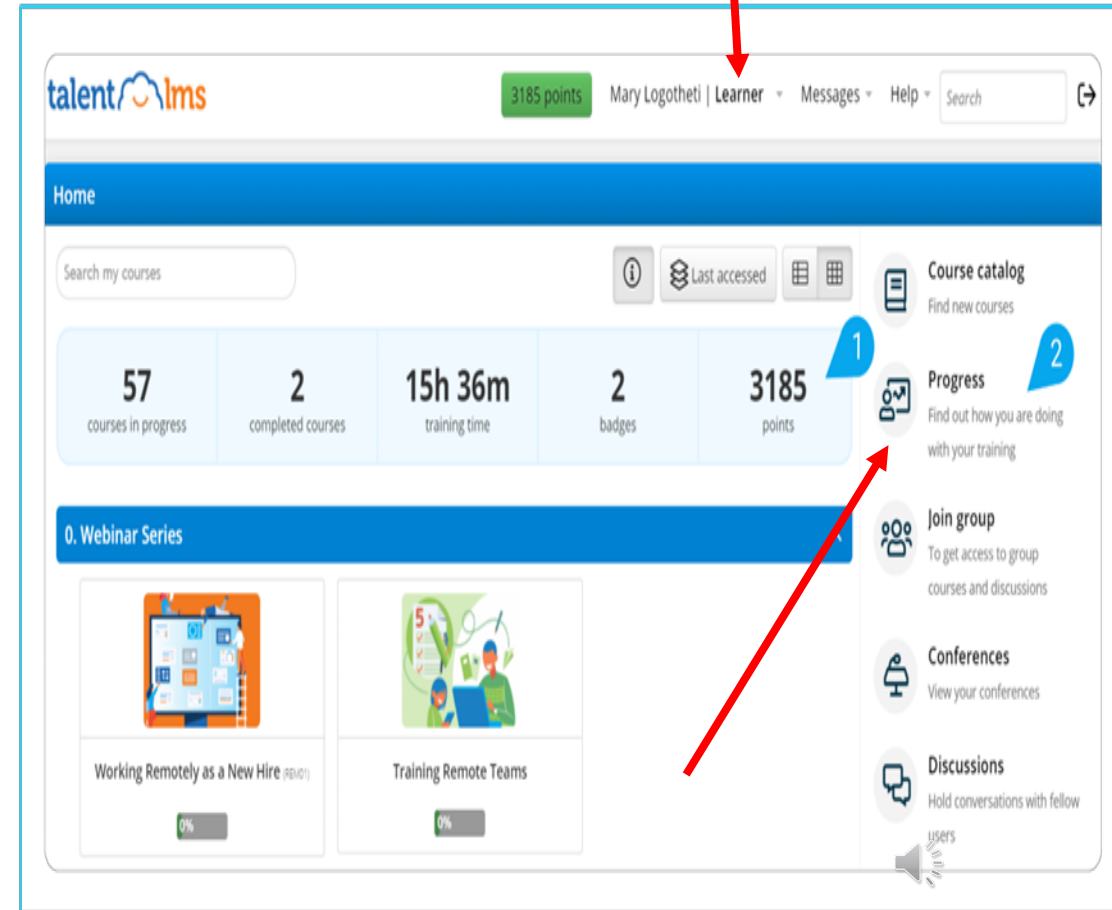 talentlms
3185 points Mary Logotheti | Learner Messages Help Search
Home
Search my courses
Last accessed
57
courses in progress
2
completed courses
15h 36m
training time
2
badges
3185
points
1
Course catalog
Find new courses
2
Progress
Find out how you are doing
with your training
Join group
To get access to group
courses and discussions
Conferences
View your conferences
Discussions
Hold conversations with fellow
users
0. Webinar Series
Working Remotely as a New Hire (REM01)
0%
5
Training Remote Teams
0%